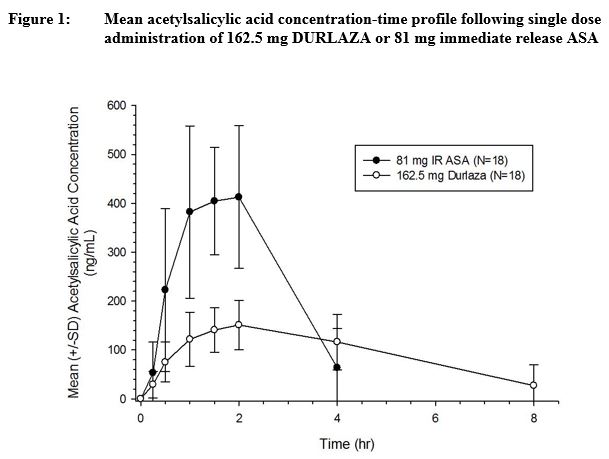 Figure 1: Mean acetylsalicylic acid concentration-time profile following single dose
administration of 162.5 mg DURLAZA or 81 mg immediate release ASA
Mean (+/-SD) Acetylsalicylic Acid Concentration
(ng/mL)
600
500
400
300
200
100
0
81 mg IR ASA (N=18)
162.5 mg Durlaza (N=18)
0
2
4
6
8
Time (hr)